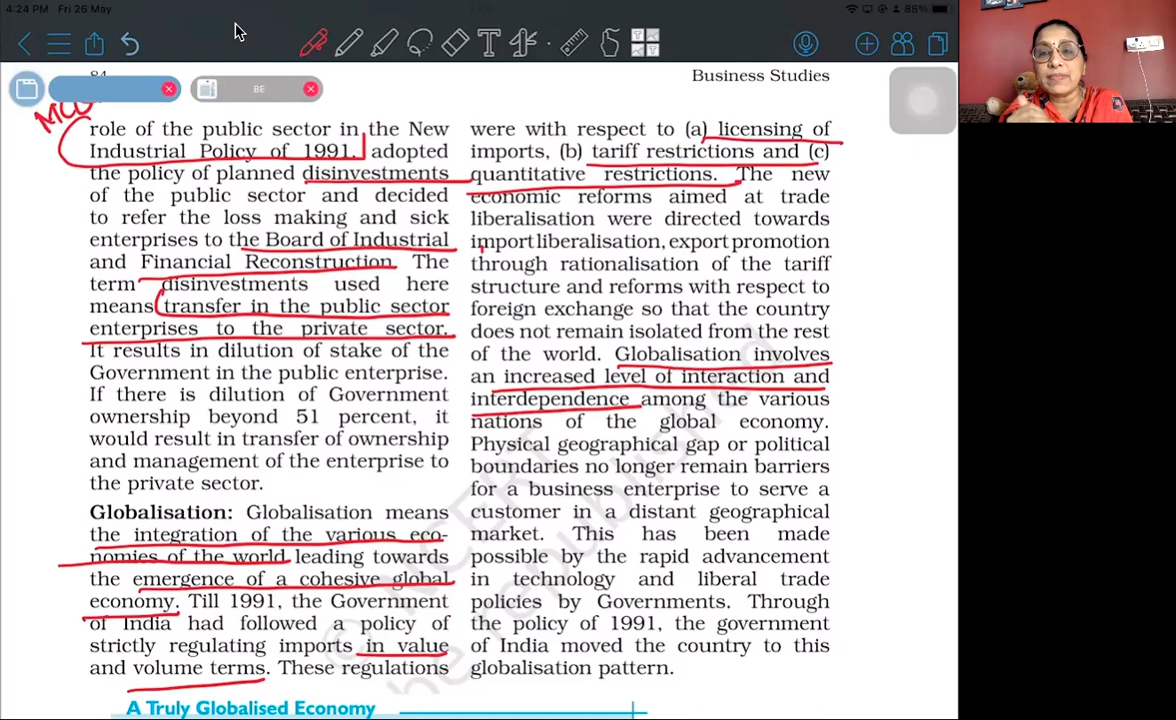 4:24 PM Fri 26 May
85%
T
84
Business Studies
BE
MCQ
role of the public sector in the New
Industrial Policy of 1991, adopted
the policy of planned disinvestments
of the public sector and decided
to refer the loss making and sick
enterprises to the Board of Industrial
and Financial Reconstruction. The
term disinvestments used here
means transfer in the public sector
enterprises to the private sector.
It results in dilution of stake of the
Government in the public enterprise.
If there is dilution of Government
ownership beyond 51 percent, it
would result in transfer of ownership
and management of the enterprise to
the private sector.
Globalisation: Globalisation means
the integration of the various eco-
nomies of the world leading towards
the emergence of a cohesive global
economy. Till 1991, the Government
of India had followed a policy of
strictly regulating imports in value
and volume terms. These regulations
were with respect to (a) licensing of
imports, (b) tariff restrictions and (c)
quantitative restrictions. The new
economic reforms aimed at trade
liberalisation were directed towards
import liberalisation, export promotion
through rationalisation of the tariff
structure and reforms with respect to
foreign exchange so that the country
does not remain isolated from the rest
of the world. Globalisation involves
an increased level of interaction and
interdependence among the various
nations of the global economy.
Physical geographical gap or political
boundaries no longer remain barriers
for a business enterprise to serve a
customer in a distant geographical
market. This has been made
possible by the rapid advancement
in technology and liberal trade
policies by Governments. Through
the policy of 1991, the government
of India moved the country to this
globalisation pattern.
© NCERT
be republished
A Truly Globalised Economy